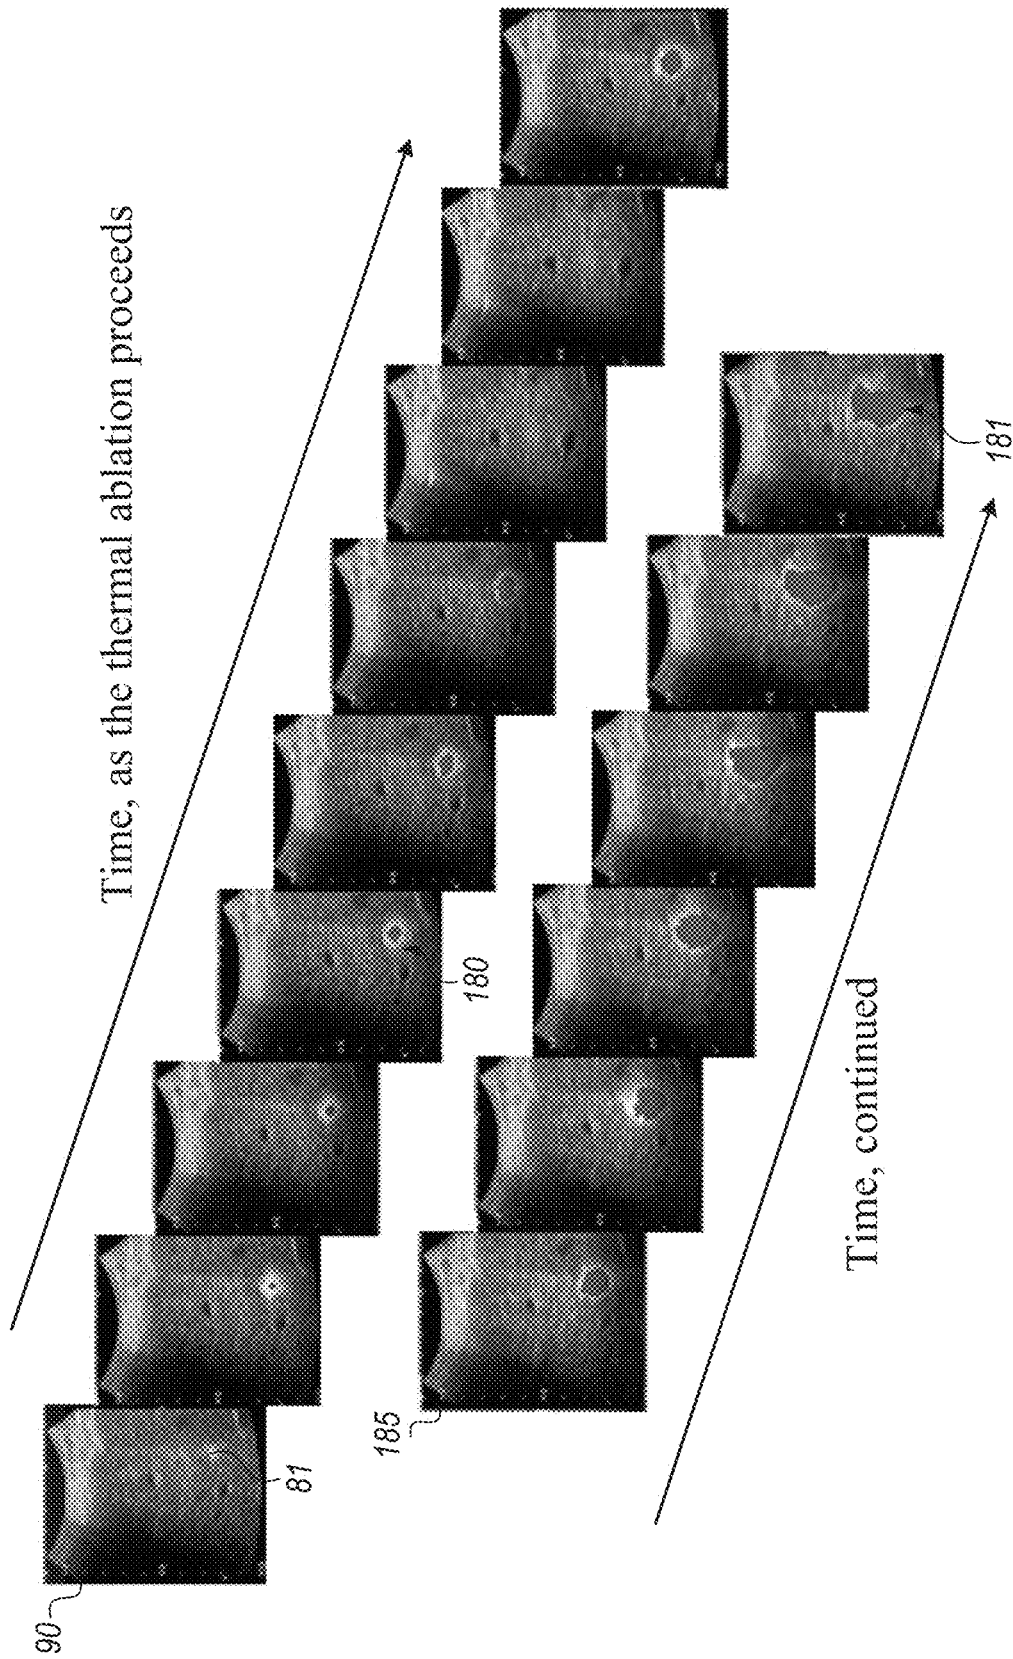 Time, as the thermal ablation proceeds
90
81
180
185
181
Time, continued